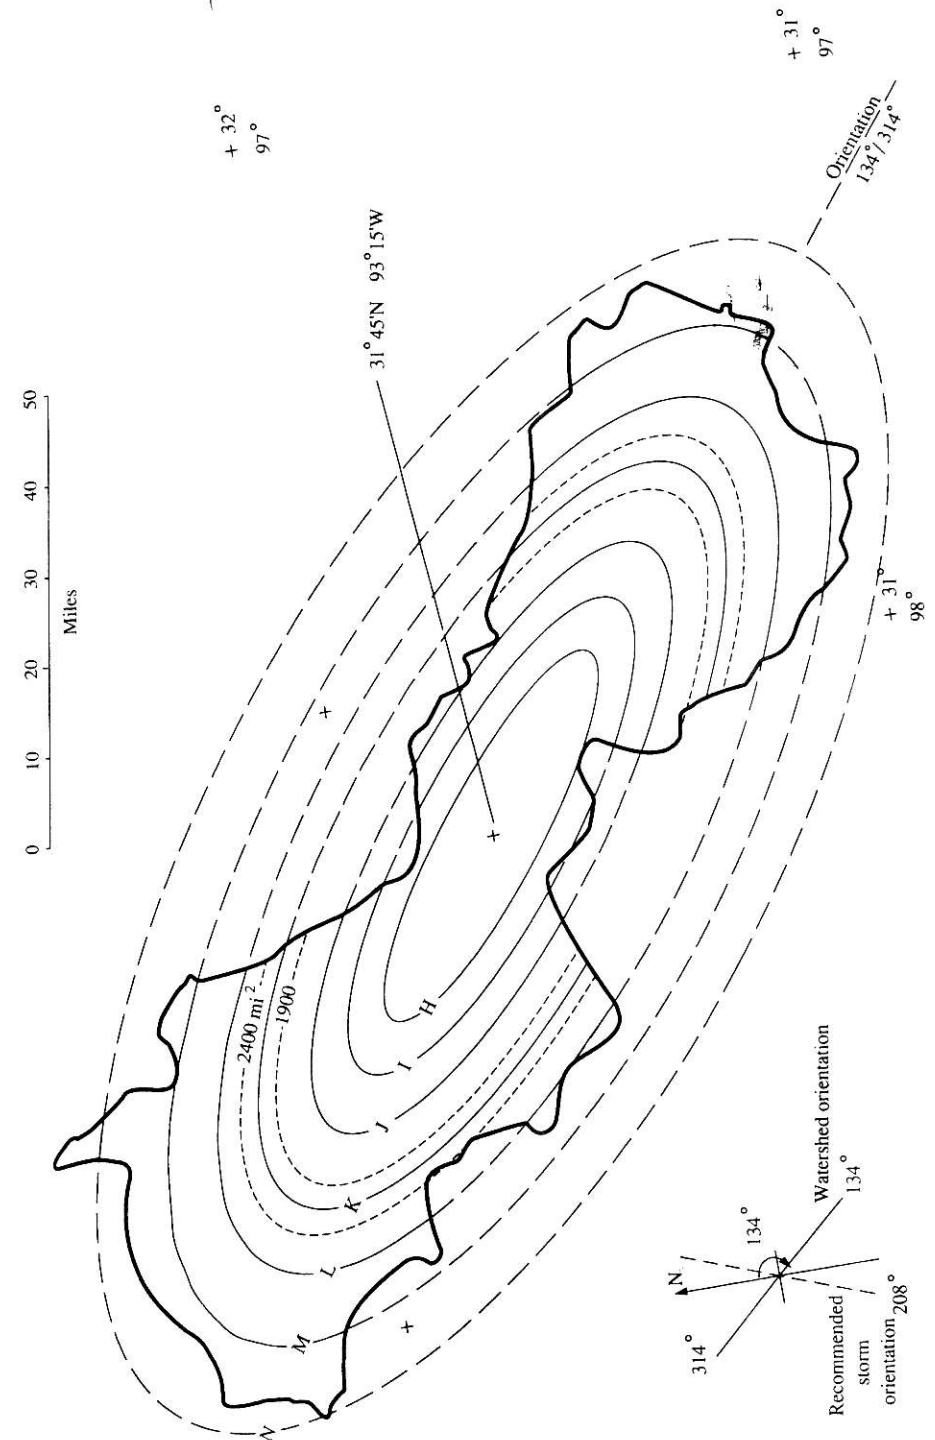 + 32°
97°
+ 31°
97°
Orientation
134° / 314°
31° 45'N 93° 15'W
0 10 20 30 40 50
Miles
+ 31°
98°
2400 mi²
1900
H
I
J
K
L
M
N
N
134°
314°
Watershed orientation
134°
Recommended
storm
orientation 208°